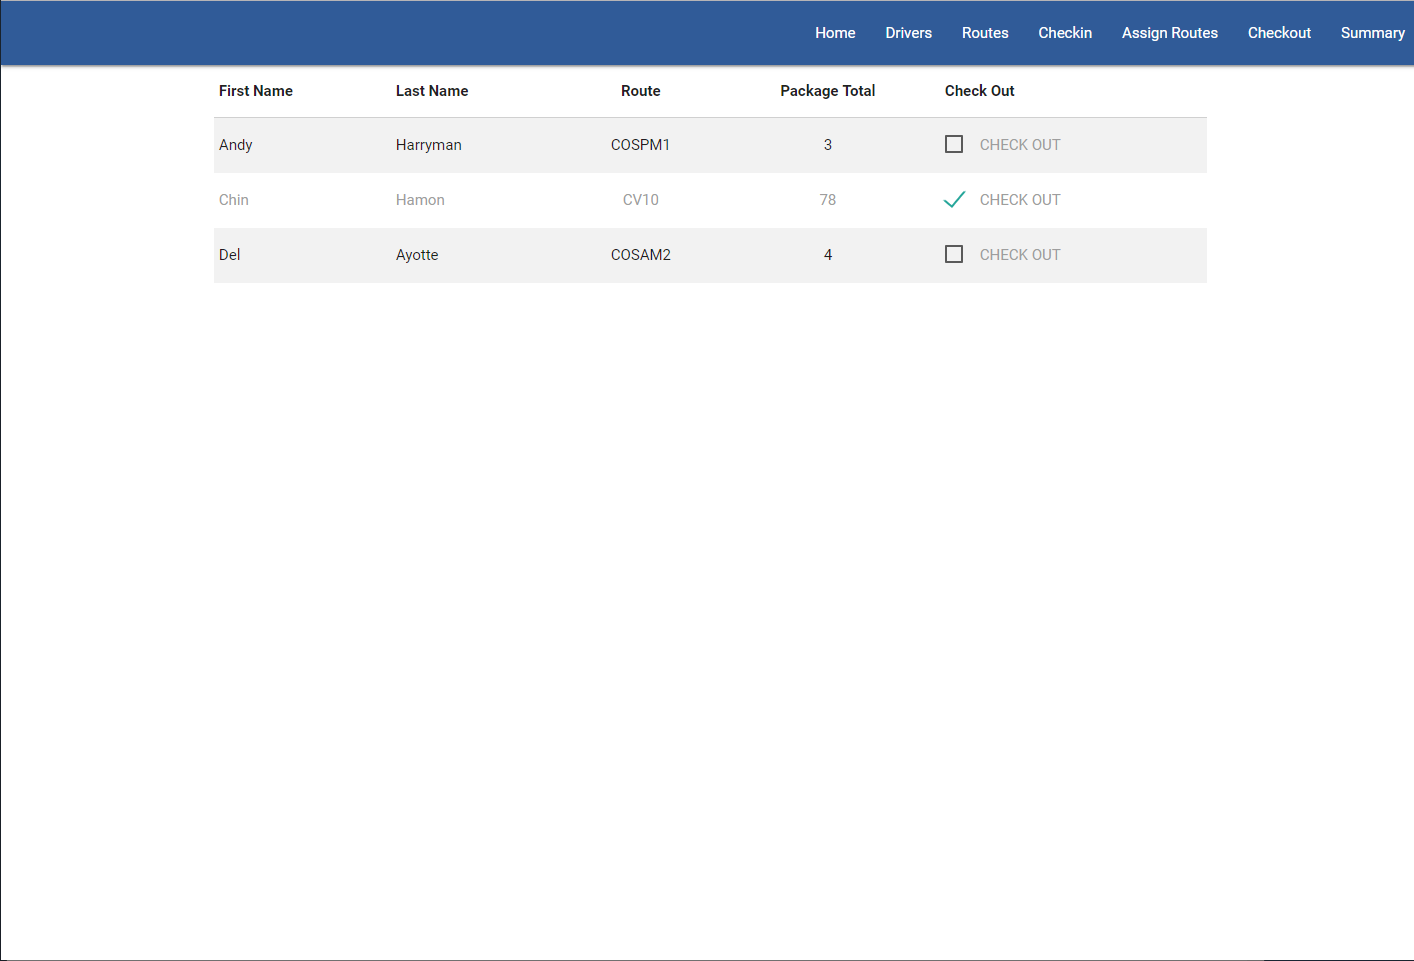 Home Drivers Routes Checkin Assign Routes Checkout Summary
First Name Last Name Route Package Total Check Out
Andy Harryman COSPM1 3 CHECK OUT
Chin Hamon CV10 78 CHECK OUT
Del Ayotte COSAM2 4 CHECK OUT